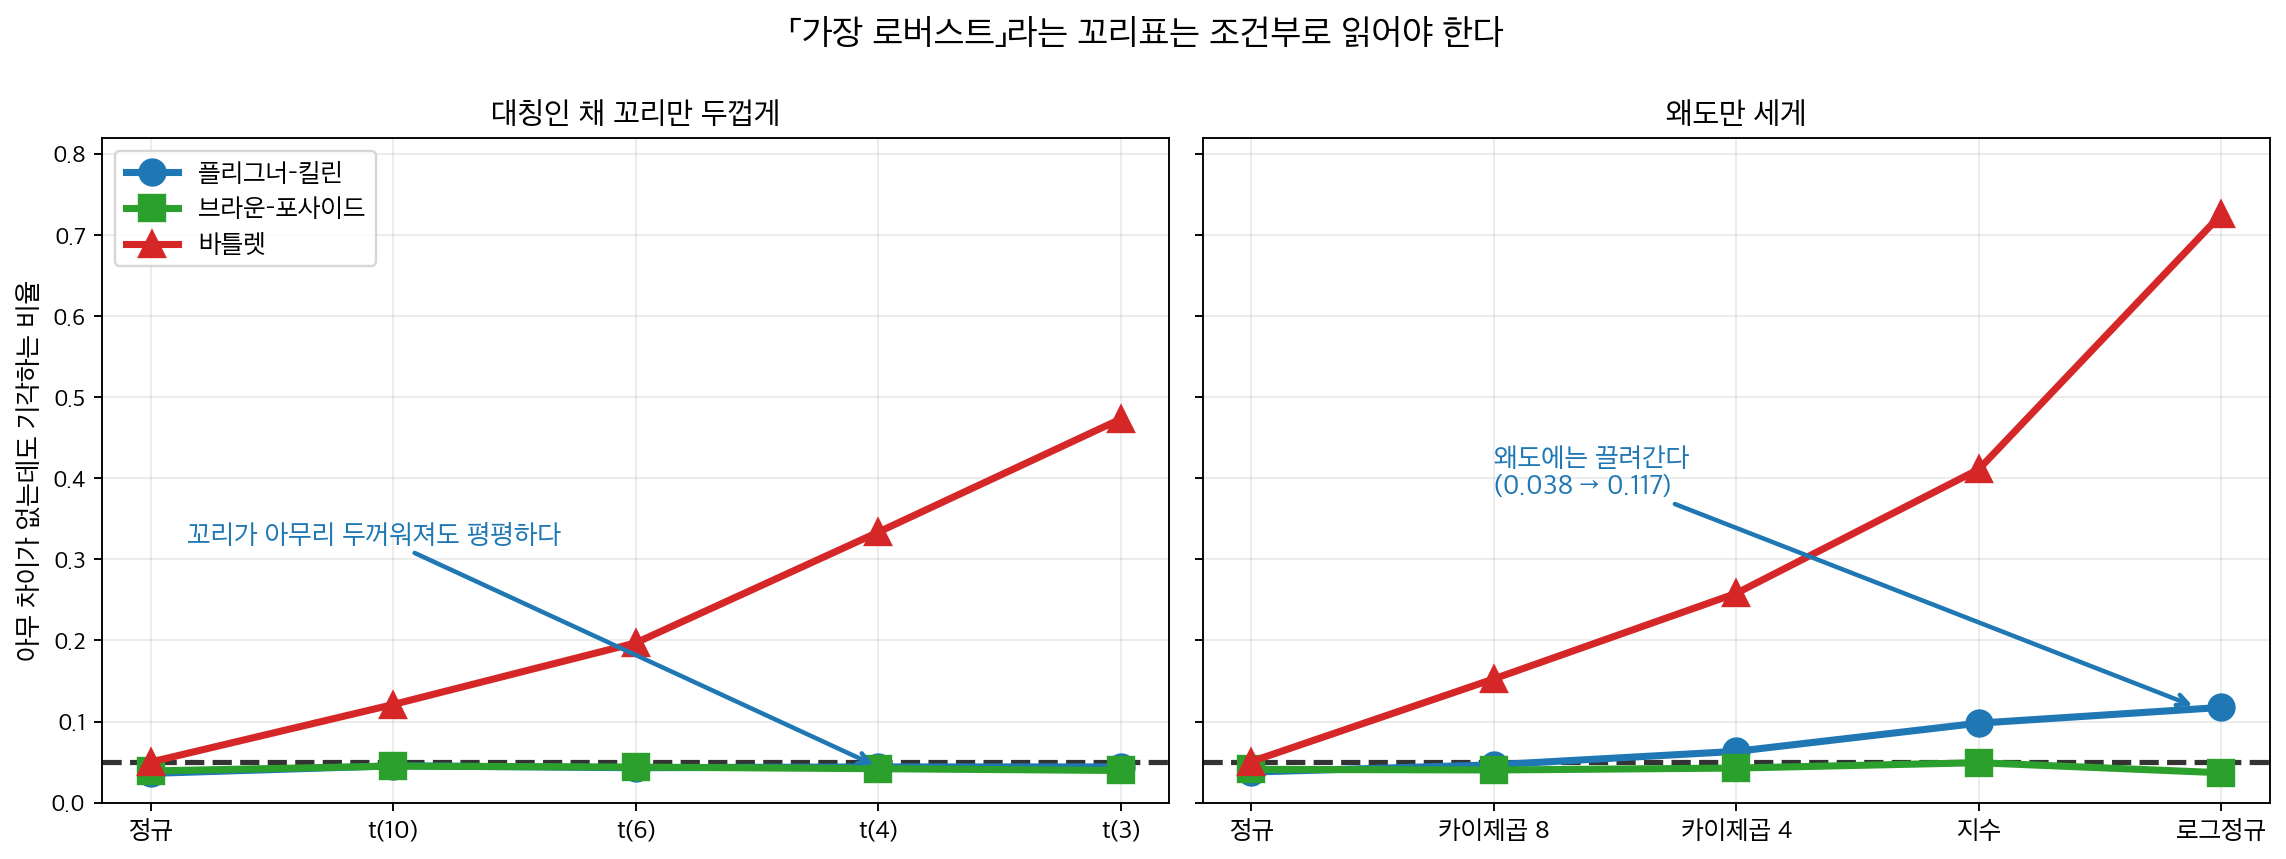 「가장 로버스트」라는 꼬리표는 조건부로 읽어야 한다
대칭인 채 꼬리만 두껍게
플리그너-킬린
브라운-포사이드
바틀렛
꼬리가 아무리 두꺼워져도 평평하다
아무 차이가 없는데도 기각하는 비율
0.8
0.7
0.6
0.5
0.4
0.3
0.2
0.1
0.0
정규
t(10)
t(6)
t(4)
t(3)
왜도만 세게
왜도에는 끌려간다
(0.038 → 0.117)
정규
카이제곱 8
카이제곱 4
지수
로그정규